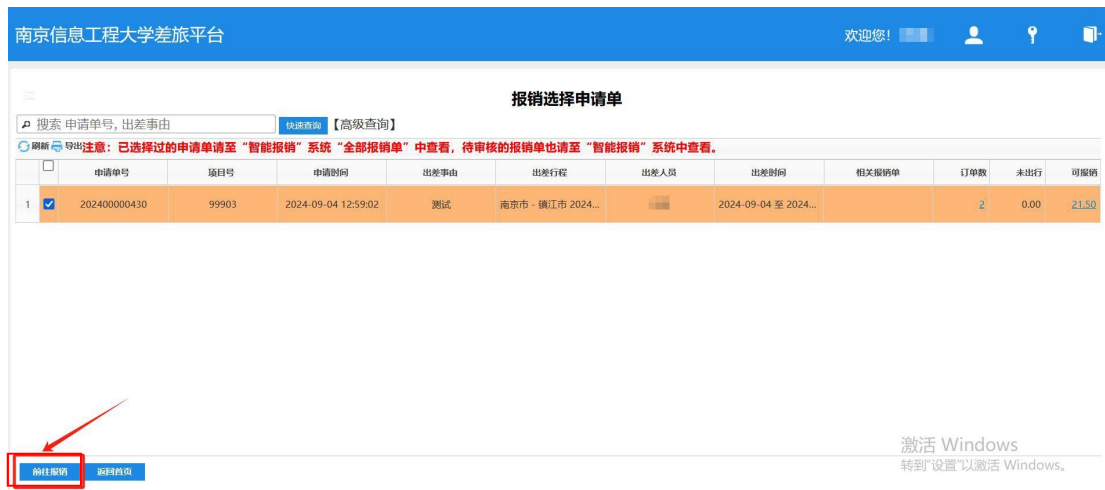 南京信息工程大学差旅平台 欢迎您!
报销选择申请单
搜索 申请单号, 出差事由 快速查询 【高级查询】
刷新 导出 注意：已选择过的申请单请至“智能报销”系统“全部报销单”中查看，待审核的报销单也请至“智能报销”系统中查看。
申请单号 项目号 申请时间 出差事由 出差行程 出差人员 出差时间 相关报销单 订单数 未出行 可报销
1 202400000430 99903 2024-09-04 12:59:02 测试 南京市 - 镇江市 2024... 2024-09-04 至 2024... 2 0.00 21.50
激活 Windows
转到"设置"以激活 Windows。
前往报销 返回首页